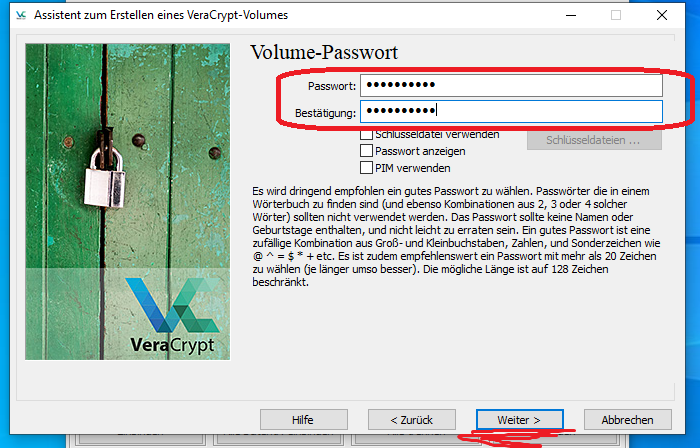 Assistent zum Erstellen eines VeraCrypt-Volumes
Volume-Passwort
Passwort: ●●●●●●●●●●
Bestätigung: ●●●●●●●●●●
Schlüsseldatei verwenden
Schlüsseldateien ...
Passwort anzeigen
PIM verwenden
Es wird dringend empfohlen ein gutes Passwort zu wählen. Passwörter die in einem
Wörterbuch zu finden sind (und ebenso Kombinationen aus 2, 3 oder 4 solcher
Wörter) sollten nicht verwendet werden. Das Passwort sollte keine Namen oder
Geburtstage enthalten, und nicht leicht zu erraten sein. Ein gutes Passwort ist eine
zufällige Kombination aus Groß- und Kleinbuchstaben, Zahlen, und Sonderzeichen wie
@ ^ = $ * + etc. Es ist zudem empfehlenswert ein Passwort mit mehr als 20 Zeichen
zu wählen (je länger umso besser). Die mögliche Länge ist auf 128 Zeichen
beschränkt.
VeraCrypt
Hilfe
< Zurück
Weiter >
Abbrechen